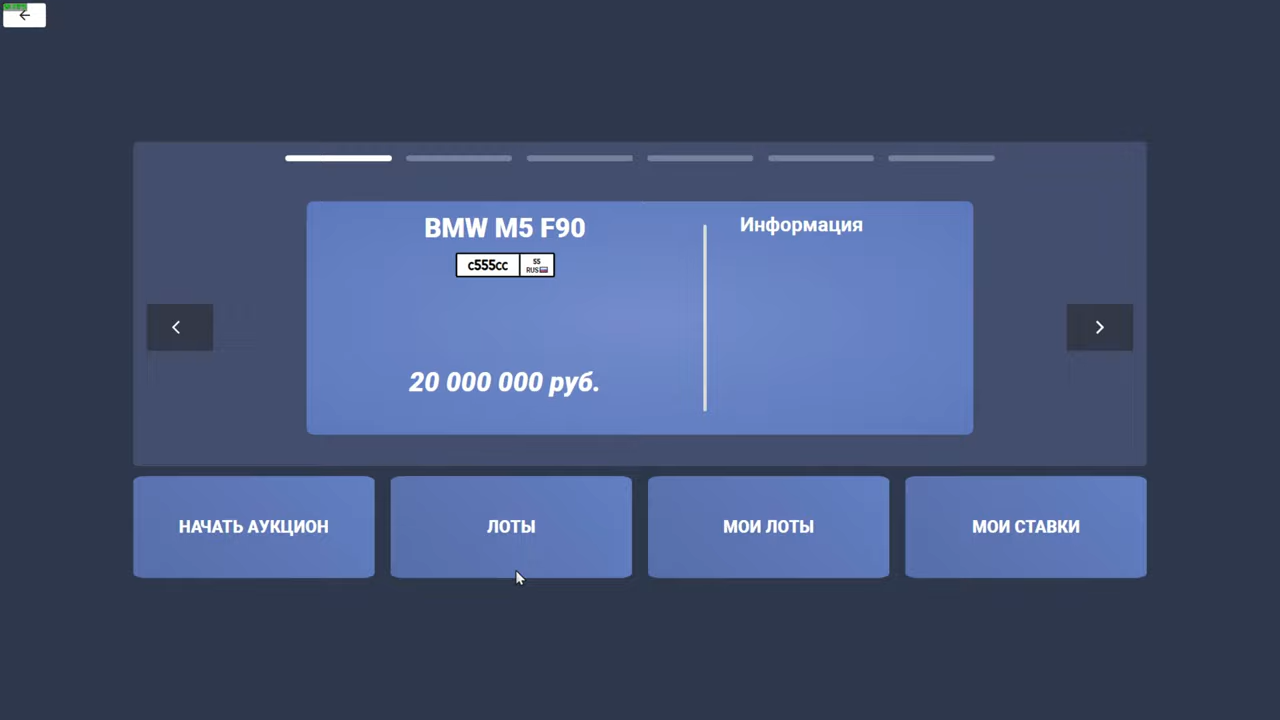 BMW M5 F90
Информация
c555cc
55
RUS
20 000 000 руб.
НАЧАТЬ АУКЦИОН
ЛОТЫ
МОИ ЛОТЫ
МОИ СТАВКИ